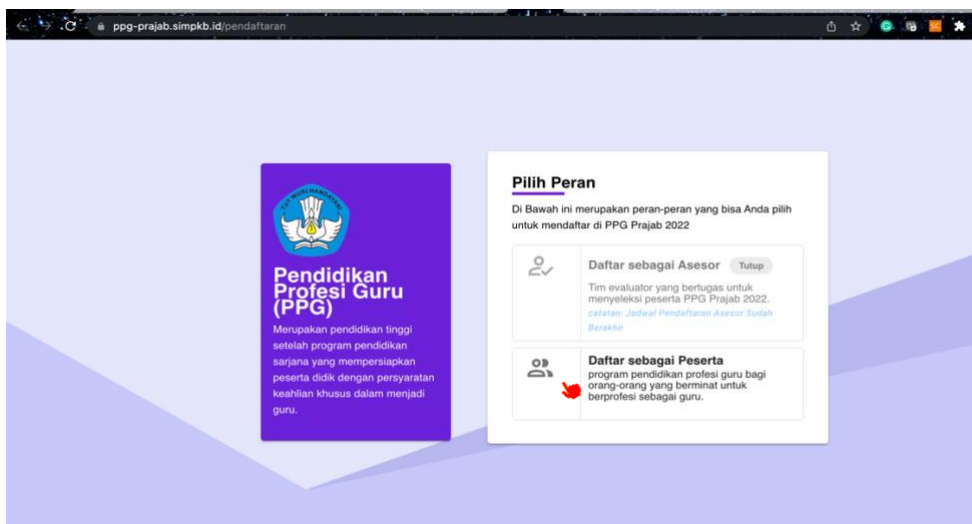 ppg-prajab.simpkb.id/pendaftaran
TUT WURI HANDAYANI
Pendidikan
Profesi Guru
(PPG)
Merupakan pendidikan tinggi
setelah program pendidikan
sarjana yang mempersiapkan
peserta didik dengan persyaratan
keahlian khusus dalam menjadi
guru.
Pilih Peran
Di Bawah ini merupakan peran-peran yang bisa Anda pilih
untuk mendaftar di PPG Prajab 2022
Daftar sebagai Asesor Tutup
Tim evaluator yang bertugas untuk
menyeleksi peserta PPG Prajab 2022.
catatan: Jadwal Pendaftaran Asesor Sudah
Berakhir
Daftar sebagai Peserta
program pendidikan profesi guru bagi
orang-orang yang berminat untuk
berprofesi sebagai guru.